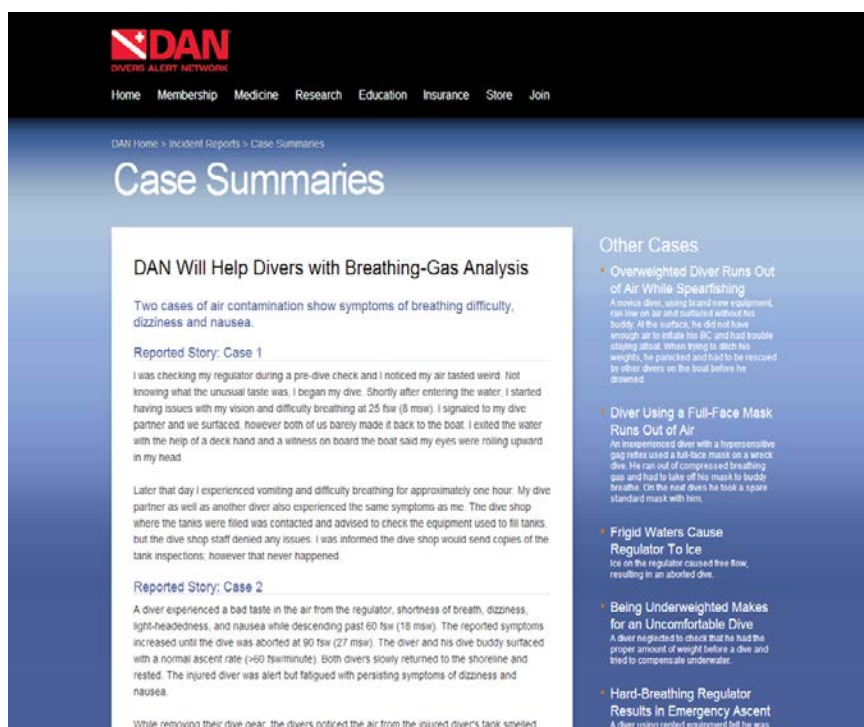 DAN
DIVERS ALERT NETWORK
Home Membership Medicine Research Education Insurance Store Join
DAN Home > Incident Reports > Case Summaries
Case Summaries
DAN Will Help Divers with Breathing-Gas Analysis
Two cases of air contamination show symptoms of breathing difficulty,
dizziness and nausea.
Reported Story: Case 1
I was checking my regulator during a pre-dive check and I noticed my air tasted weird. Not
knowing what the unusual taste was, I began my dive. Shortly after entering the water, I started
having issues with my vision and difficulty breathing at 25 fsw (8 msw). I signaled to my dive
partner and we surfaced, however both of us barely made it back to the boat. I exited the water
with the help of a deck hand and a witness on board the boat said my eyes were rolling upward
in my head.
Later that day I experienced vomiting and difficulty breathing for approximately one hour. My dive
partner as well as another diver also experienced the same symptoms as me. The dive shop
where the tanks were filled was contacted and advised to check the equipment used to fill tanks,
but the dive shop staff denied any issues. I was informed the dive shop would send copies of the
tank inspections; however that never happened.
Reported Story: Case 2
A diver experienced a bad taste in the air from the regulator, shortness of breath, dizziness,
light-headedness, and nausea while descending past 60 fsw (18 msw). The reported symptoms
increased until the dive was aborted at 90 fsw (27 msw). The diver and his dive buddy surfaced
with a normal ascent rate (>60 fsw/minute). Both divers slowly returned to the shoreline and
rested. The injured diver was alert but fatigued with persisting symptoms of dizziness and
nausea.
While removing their dive gear, the divers noticed the air from the injured diver's tank smelled
Other Cases
Overweighted Diver Runs Out
of Air While Spearfishing
A novice diver, using brand new equipment,
ran low on air and surfaced without his
buddy. At the surface, he did not have
enough air to inflate his BC and had trouble
staying afloat. When trying to ditch his
weights, he panicked and had to be rescued
by other divers on the boat before he
drowned.
Diver Using a Full-Face Mask
Runs Out of Air
An inexperienced diver with a hypersensitive
gag reflex used a full-face mask on a wreck
dive. He ran out of compressed breathing
gas and had to take off his mask to buddy
breathe. On the next dives he took a spare
standard mask with him.
Frigid Waters Cause
Regulator To Ice
Ice on the regulator caused free flow,
resulting in an aborted dive.
Being Underweighted Makes
for an Uncomfortable Dive
A diver neglected to check that he had the
proper amount of weight before a dive and
tried to compensate underwater.
Hard-Breathing Regulator
Results in Emergency Ascent
A diver using rented equipment felt he was